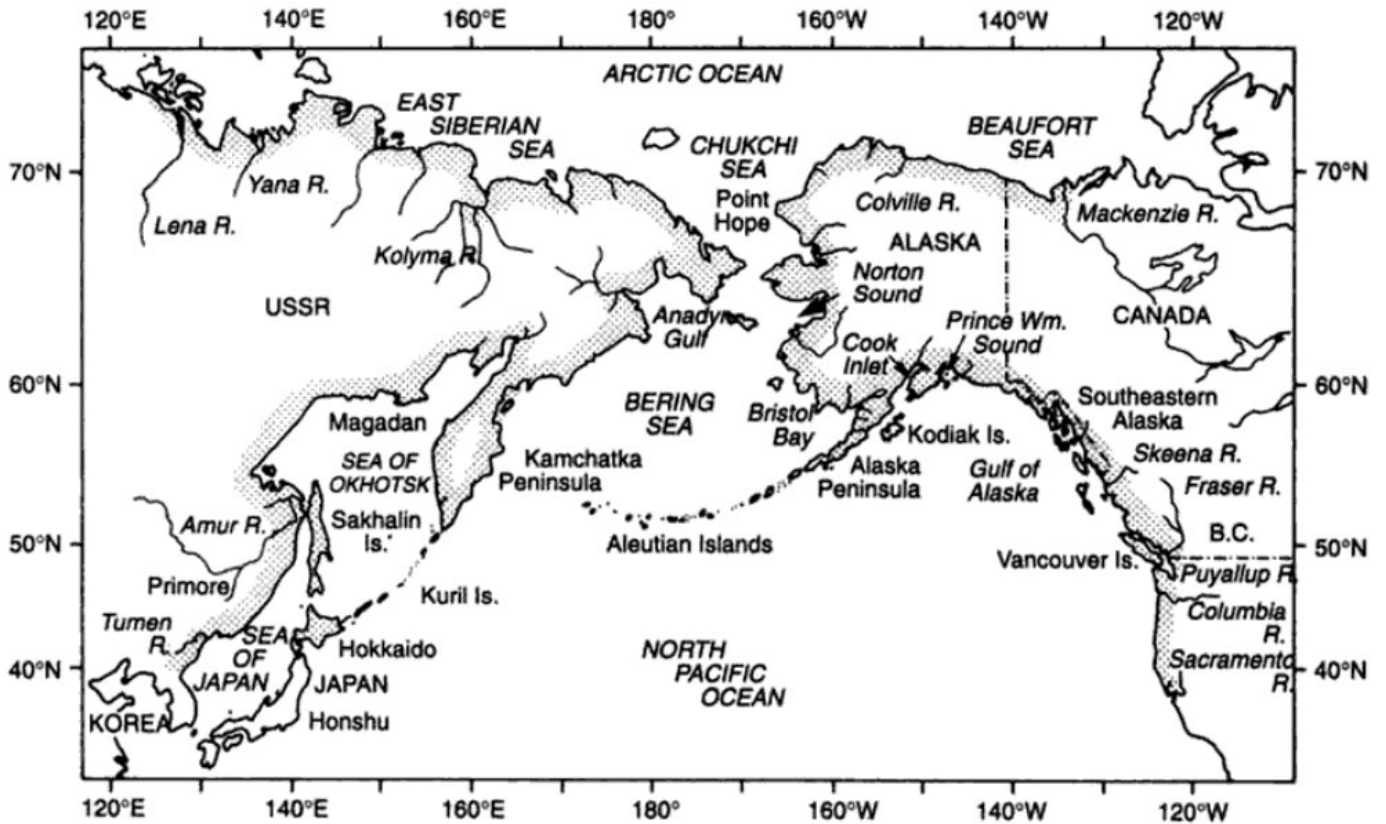 120°E 140°E 160°E 180° 160°W 140°W 120°W
ARCTIC OCEAN
EAST
SIBERIAN
SEA
CHUKCHI
SEA
BEAUFORT
SEA
70°N
70°N
Yana R.
Lena R.
Kolyma R.
Point
Hope
Colville R.
Mackenzie R.
ALASKA
Norton
Sound
USSR
Anadyr
Gulf
CANADA
Prince Wm.
Sound
Cook
Inlet
60°N
60°N
Magadan
BERING
SEA
Bristol
Bay
Kodiak Is.
Southeastern
Alaska
SEA OF
OKHOTSK
Kamchatka
Peninsula
Alaska
Peninsula
Gulf of
Alaska
Skeena R.
Fraser R.
Amur R.
Sakhalin
Is.
Aleutian Islands
B.C.
50°N
50°N
Vancouver Is.
Primore
Kuril Is.
Puyallup R.
Tumen
R.
Columbia
R.
SEA
OF
JAPAN
Hokkaido
NORTH
PACIFIC
OCEAN
Sacramento
R.
40°N
40°N
JAPAN
KOREA
Honshu
120°E 140°E 160°E 180° 160°W 140°W 120°W